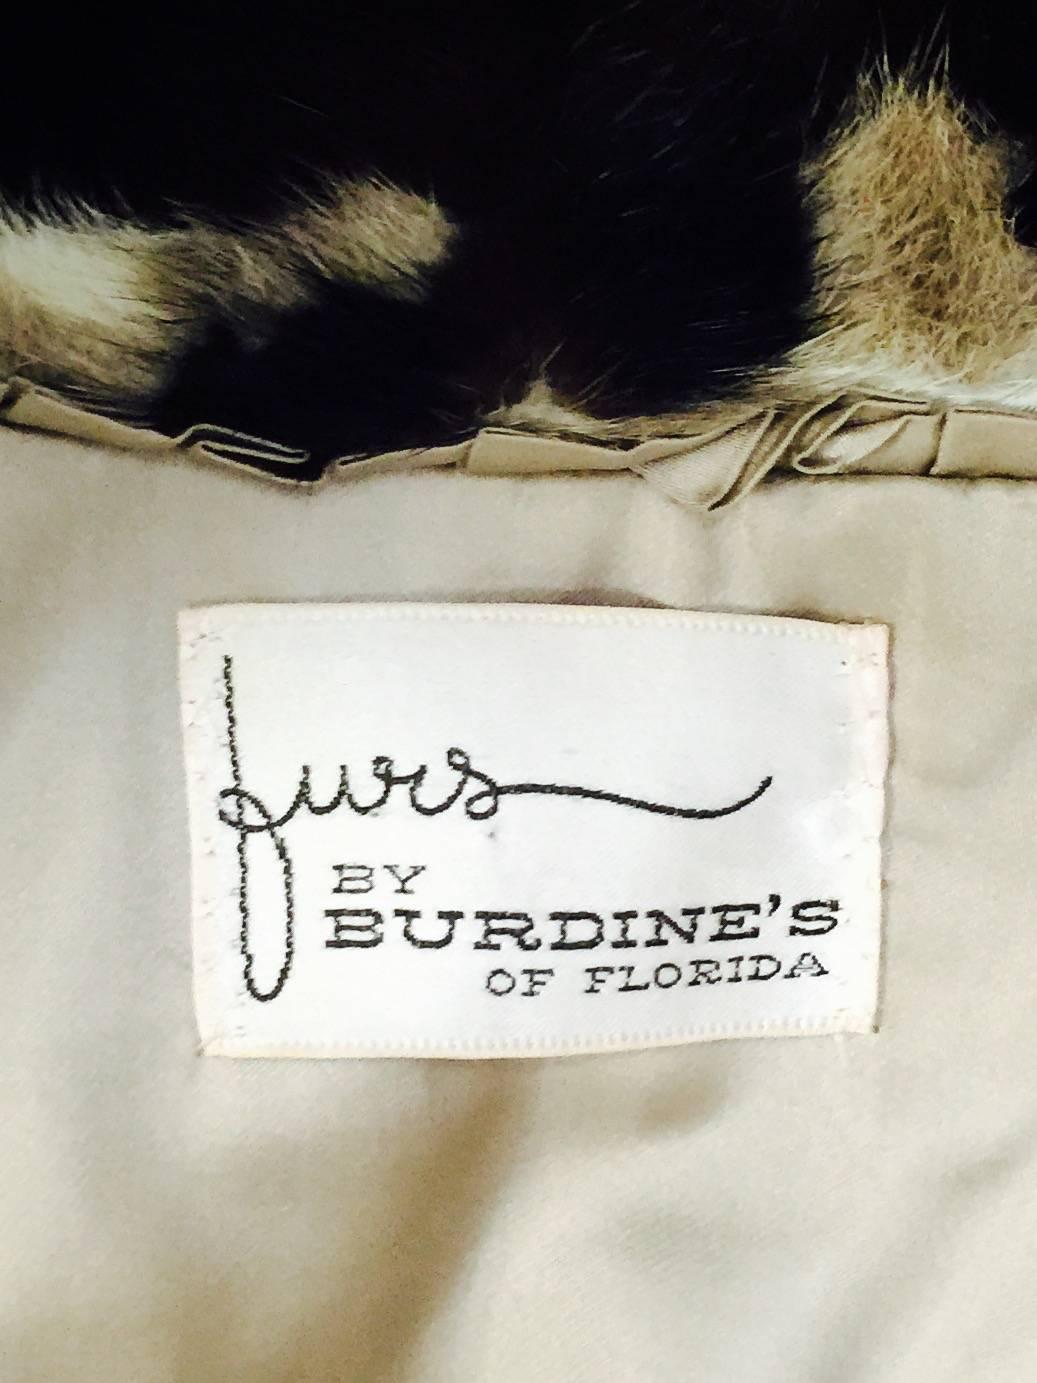 furs
BY
BURDINE'S
OF FLORIDA